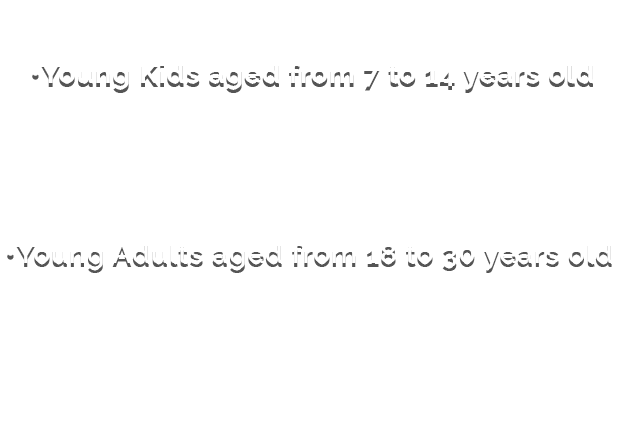 •Young Kids aged from 7 to 14 years old
•Young Adults aged from 18 to 30 years old